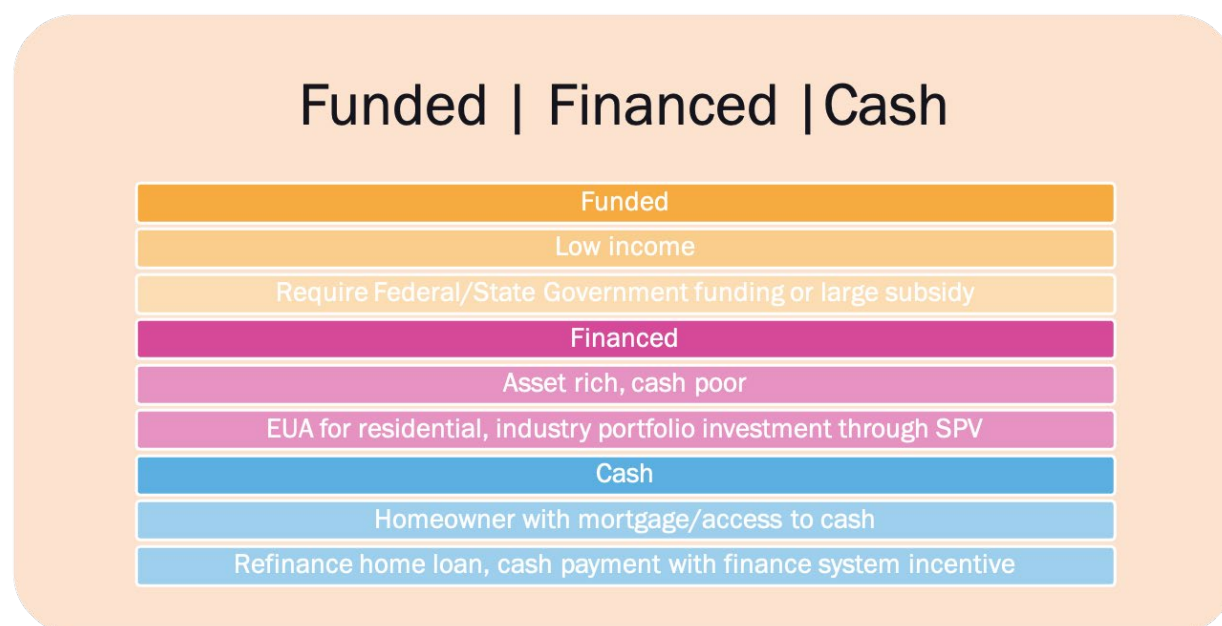 Funded | Financed |Cash
Funded
Low income
Require Federal/State Government funding or large subsidy
Financed
Asset rich, cash poor
EUA for residential, industry portfolio investment through SPV
Cash
Homeowner with mortgage/access to cash
Refinance home loan, cash payment with finance system incentive